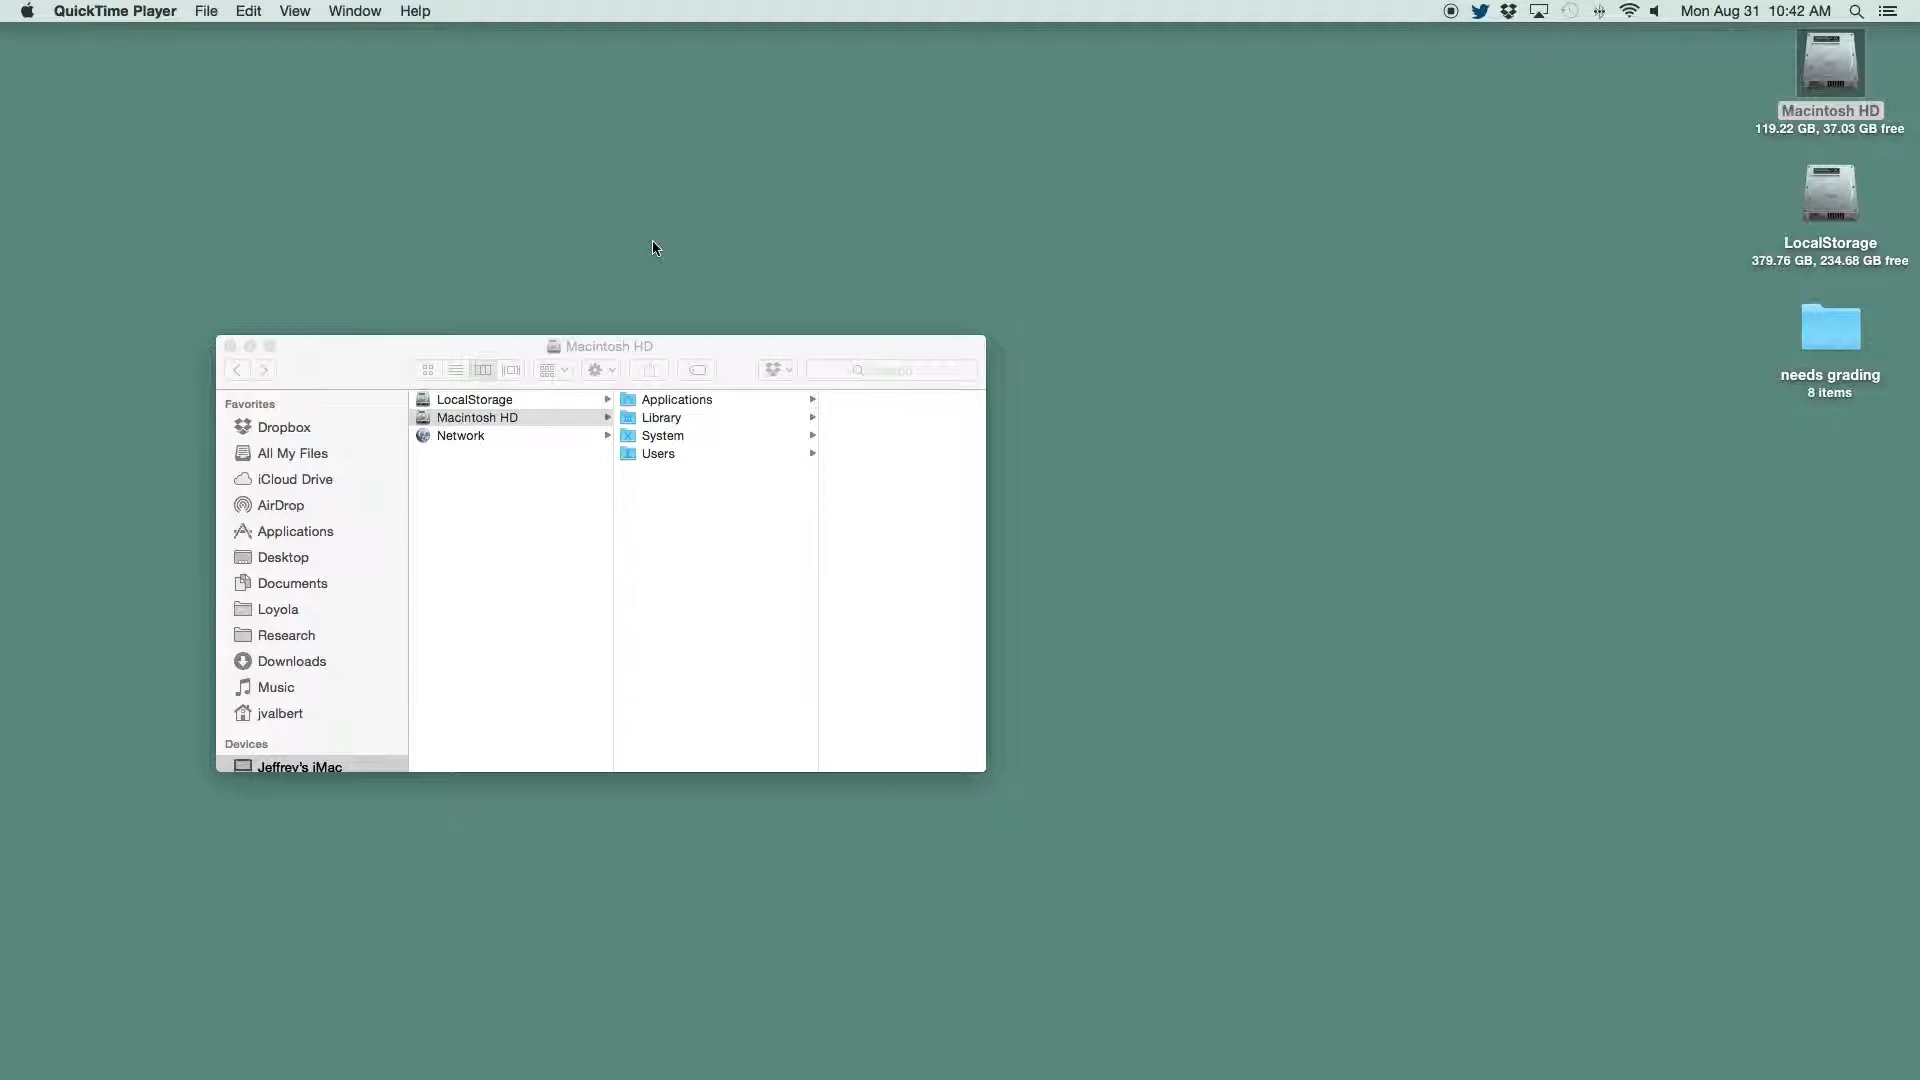 QuickTime Player File Edit View Window Help Mon Aug 31 10:42 AM
Macintosh HD
119.22 GB, 37.03 GB free
LocalStorage
379.76 GB, 234.68 GB free
needs grading
8 items
Macintosh HD
Favorites
Dropbox
All My Files
iCloud Drive
AirDrop
Applications
Desktop
Documents
Loyola
Research
Downloads
Music
jvalbert
Devices
Jeffrey's iMac
LocalStorage
Macintosh HD
Network
Applications
Library
System
Users